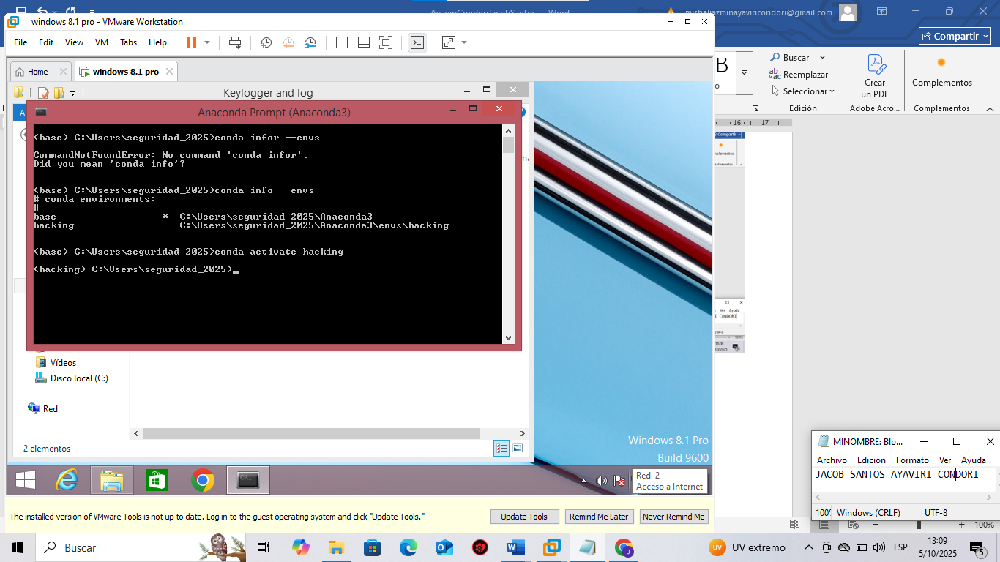 AyaviriCondoriJacobSantos - Word
misheljazminayaviricondori@gmail.com
windows 8.1 pro - VMware Workstation
File Edit View VM Tabs Help
Compartir
Home
windows 8.1 pro
Buscar
Reemplazar
Seleccionar
Edición
Crear
un PDF
Adobe Acro...
Complementos
Complementos
Keylogger and log
Anaconda Prompt (Anaconda3)
(base) C:\Users\seguridad_2025>conda infor --envs
CommandNotFoundError: No command 'conda infor'.
Did you mean 'conda info'?
(base) C:\Users\seguridad_2025>conda info --envs
# conda environments:
#
base * C:\Users\seguridad_2025\Anaconda3
hacking C:\Users\seguridad_2025\Anaconda3\envs\hacking
(base) C:\Users\seguridad_2025>conda activate hacking
(hacking) C:\Users\seguridad_2025>
16 17
Vídeos
Disco local (C:)
Red
2 elementos
Windows 8.1 Pro
Build 9600
Red 2
Acceso a Internet
MINOMBRE: Blo...
Archivo Edición Formato Ver Ayuda
JACOB SANTOS AYAVIRI CONDORI
100% Windows (CRLF) UTF-8
The installed version of VMware Tools is not up to date. Log in to the guest operating system and click "Update Tools."
Update Tools
Remind Me Later
Never Remind Me
100%
Buscar
UV
UV extremo
ESP
13:09
5/10/2025
5